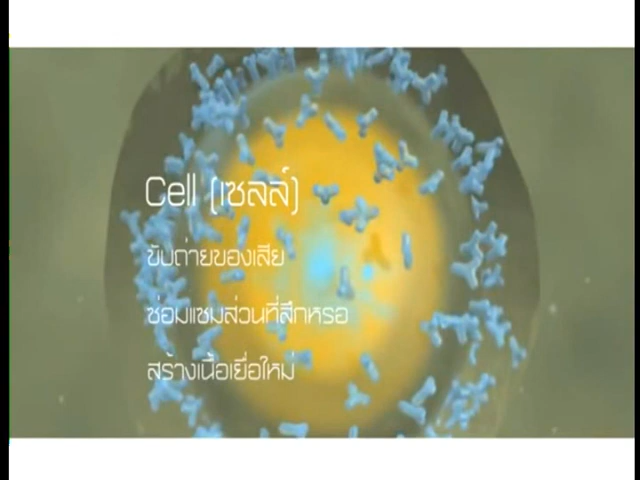 Cell (เซลล์)
ขับถ่ายของเสีย
ซ่อมแซมส่วนที่สึกหรอ
สร้างเนื้อเยื่อใหม่